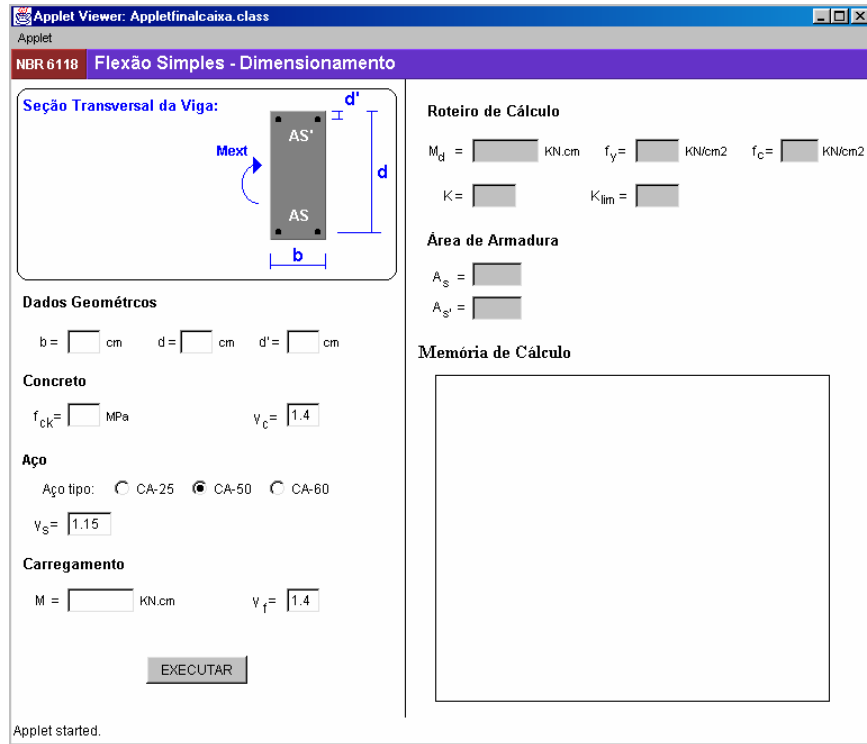 Applet Viewer: Appletfinalcaixa.class
Applet
NBR 6118 Flexão Simples - Dimensionamento
Seção Transversal da Viga:
d'
AS'
Mext
d
AS
b
Dados Geométrcos
b = cm d = cm d' = cm
Concreto
fck= MPa γc= 1.4
Aço
Aço tipo: CA-25 CA-50 CA-60
γs= 1.15
Carregamento
M = KN.cm γf= 1.4
EXECUTAR
Roteiro de Cálculo
Md = KN.cm fy= KN/cm2 fc= KN/cm2
K= Klim =
Área de Armadura
As =
As' =
Memória de Cálculo
Applet started.